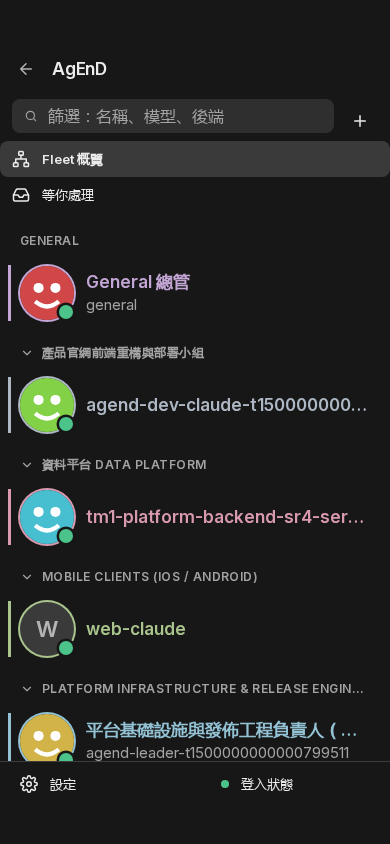 AgEnD
篩選：名稱、模型、後端
Fleet 概覽
等你處理
GENERAL
General 總管
general
產品官網前端重構與部署小組
agend-dev-claude-t150000000…
資料平台 DATA PLATFORM
tm1-platform-backend-sr4-ser…
MOBILE CLIENTS (IOS / ANDROID)
W
web-claude
PLATFORM INFRASTRUCTURE & RELEASE ENGIN…
平台基礎設施與發佈工程負責人（…
agend-leader-t1500000000000799511
設定
登入狀態